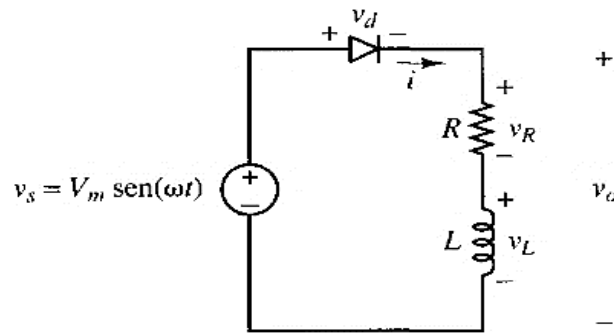 + v_d −
i
+
+
R v_R
−
v_s = V_m sen(ωt)
+
−
+
L v_L
−
v_o
−